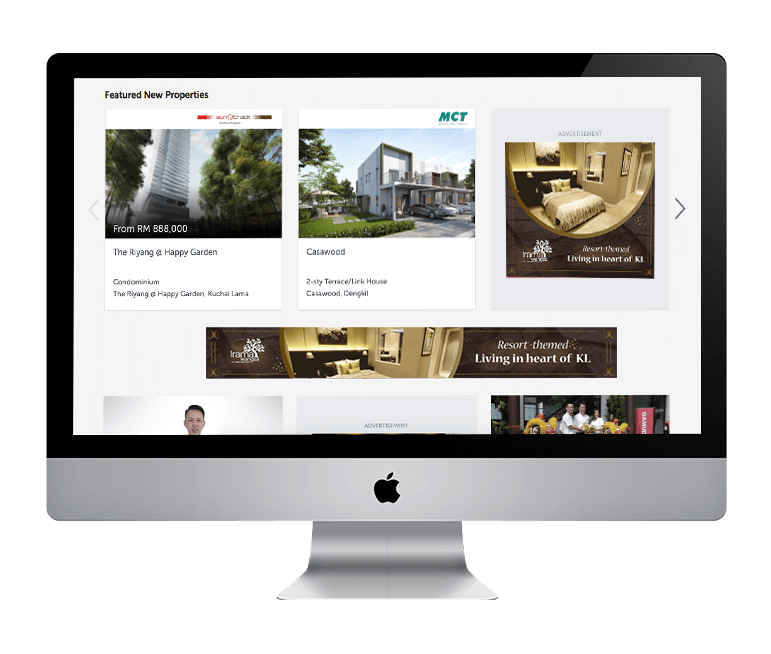 Featured New Properties
suntrack
MCT
ADVERTISEMENT
From RM 888,000
The Riyang @ Happy Garden
Condominium
The Riyang @ Happy Garden, Kuchai Lama
Casawood
2-sty Terrace/Link House
Casawood, Dengkil
Irama
Resort-themed
Living in heart of KL
Irama
Resort-themed
Living in heart of KL
ADVERTISEMENT
GAMUD